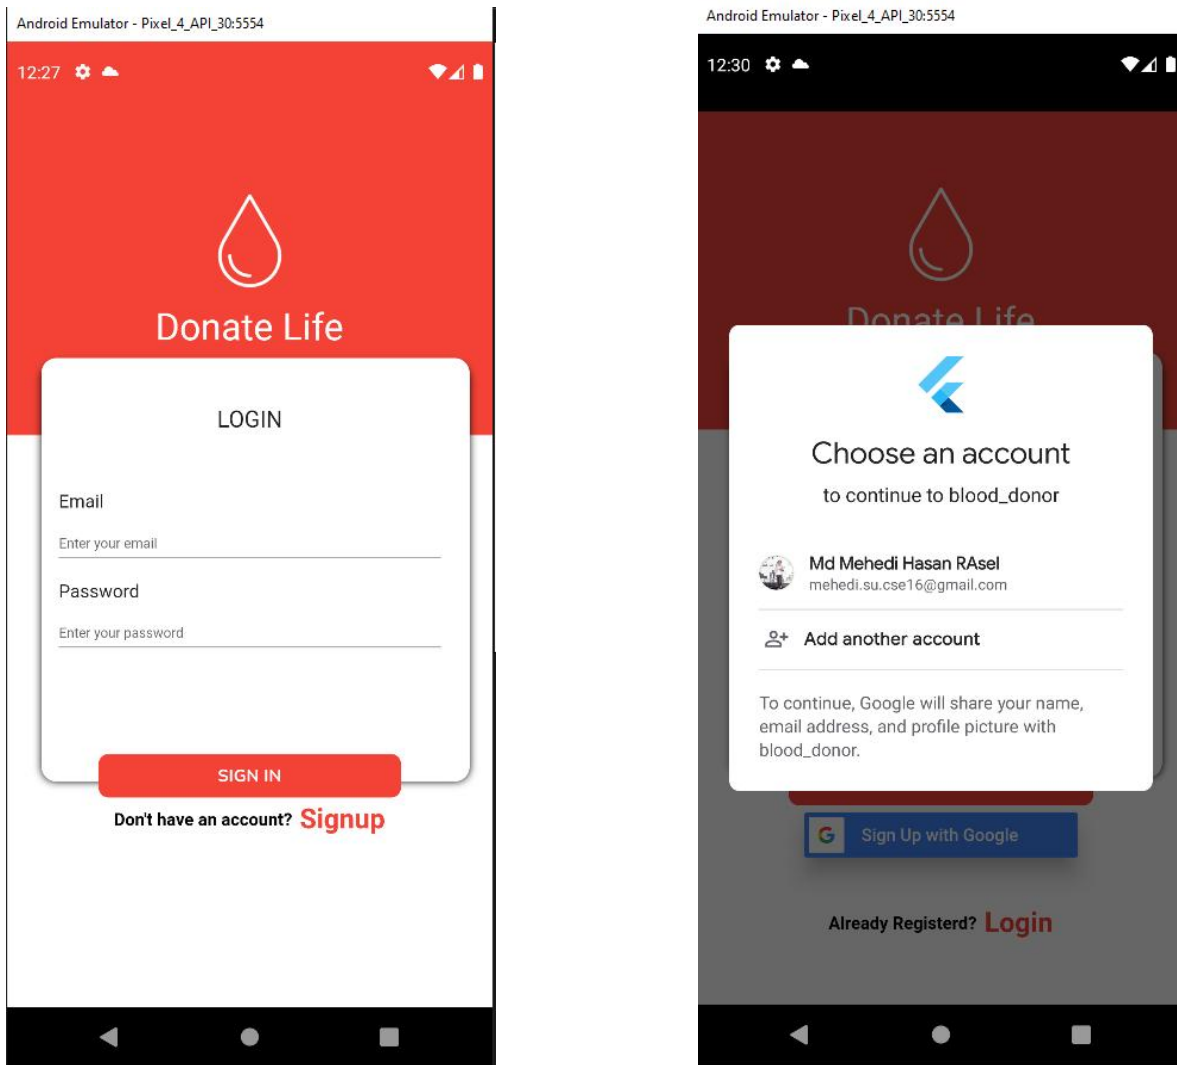 Android Emulator - Pixel_4_API_30:5554
12:27
Donate Life
LOGIN
Email
Enter your email
Password
Enter your password
SIGN IN
Don't have an account? Signup
Android Emulator - Pixel_4_API_30:5554
12:30
Donate Life
Choose an account
to continue to blood_donor
Md Mehedi Hasan RAsel
mehedi.su.cse16@gmail.com
Add another account
To continue, Google will share your name,
email address, and profile picture with
blood_donor.
G Sign Up with Google
Already Registerd? Login